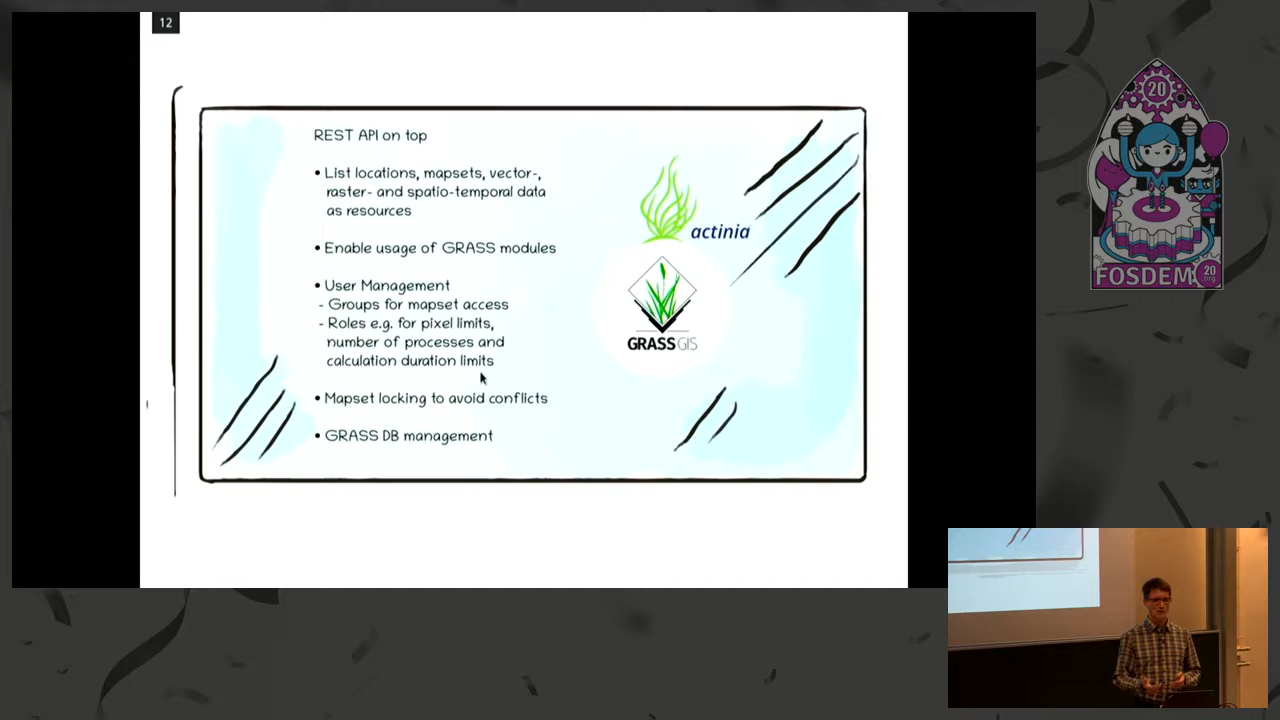 12
REST API on top
• List locations, mapsets, vector-,
raster- and spatio-temporal data
as resources
• Enable usage of GRASS modules
• User Management
- Groups for mapset access
- Roles e.g. for pixel limits,
number of processes and
calculation duration limits
• Mapset locking to avoid conflicts
• GRASS DB management
actinia
GRASS GIS
20
FOSDEM
20
.org